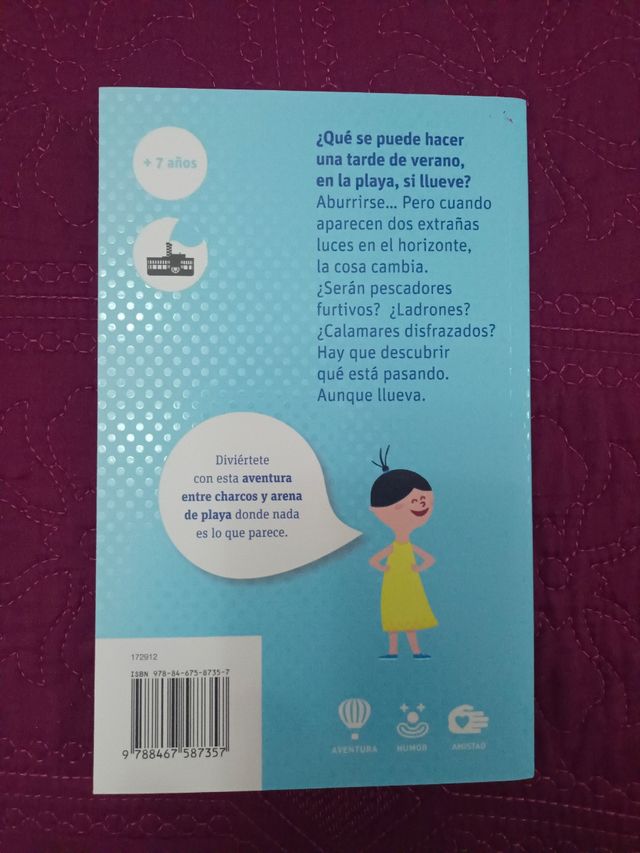 + 7 años
¿Qué se puede hacer
una tarde de verano,
en la playa, si llueve?
Aburrirse... Pero cuando
aparecen dos extrañas
luces en el horizonte,
la cosa cambia.
¿Serán pescadores
furtivos? ¿Ladrones?
¿Calamares disfrazados?
Hay que descubrir
qué está pasando.
Aunque llueva.
Diviértete
con esta aventura
entre charcos y arena
de playa donde nada
es lo que parece.
172912
ISBN 978-84-675-8735-7
9 788467 587357
AVENTURA
HUMOR
AMISTAD